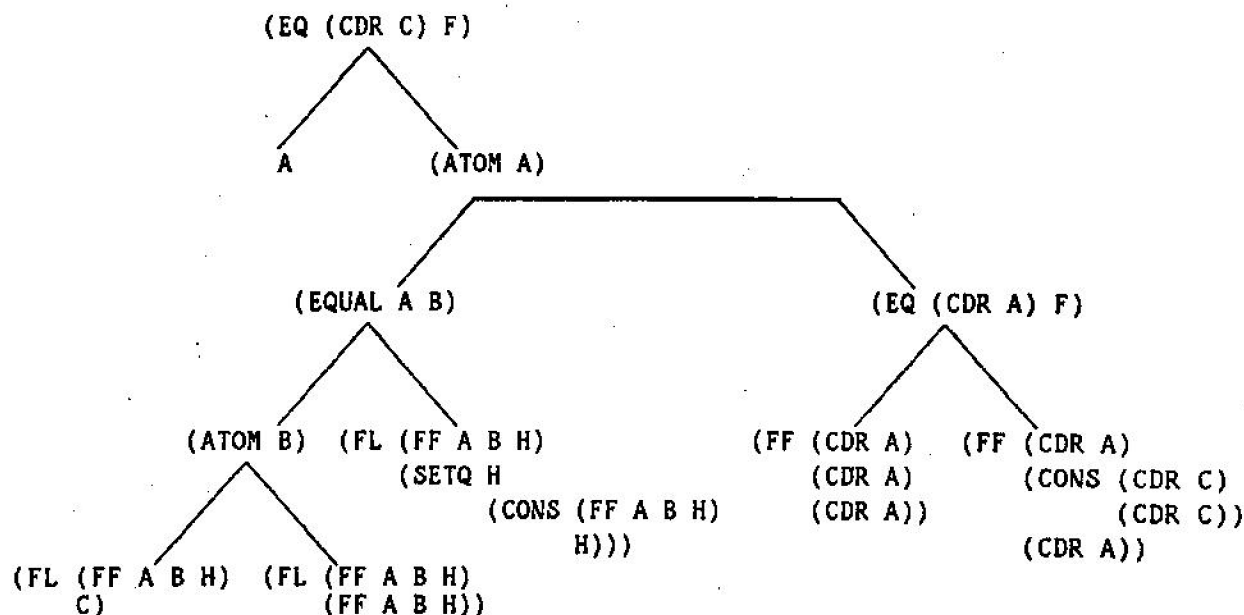 (EQ (CDR C) F)
A (ATOM A)
(EQUAL A B) (EQ (CDR A) F)
(ATOM B) (FL (FF A B H) (FF (CDR A) (FF (CDR A)
(SETQ H (CDR A) (CONS (CDR C)
(CONS (FF A B H) (CDR A)) (CDR C))
H))) (CDR A))
(FL (FF A B H) (FL (FF A B H)
C) (FF A B H))